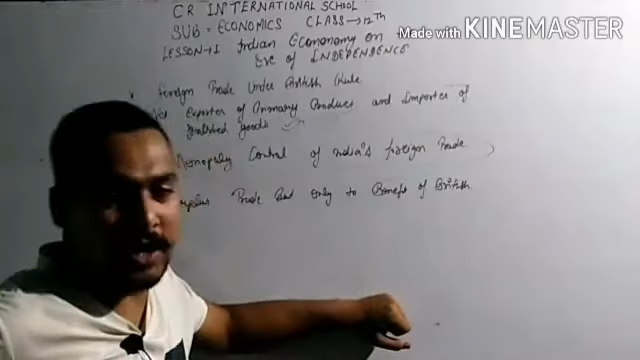 CR INTERNATIONAL SCHOOL
SUB = ECONOMICS CLASS → 12Th
LESSON → 1 Indian Economy on
Eve of INDEPENDENCE
Made with KINEMASTER
Foreign Trade Under British Rule
Exporter of Primary Product and Importer of
finished goods
Monopoly Control of India's foreign Trade
Trade But only to Benefit of British